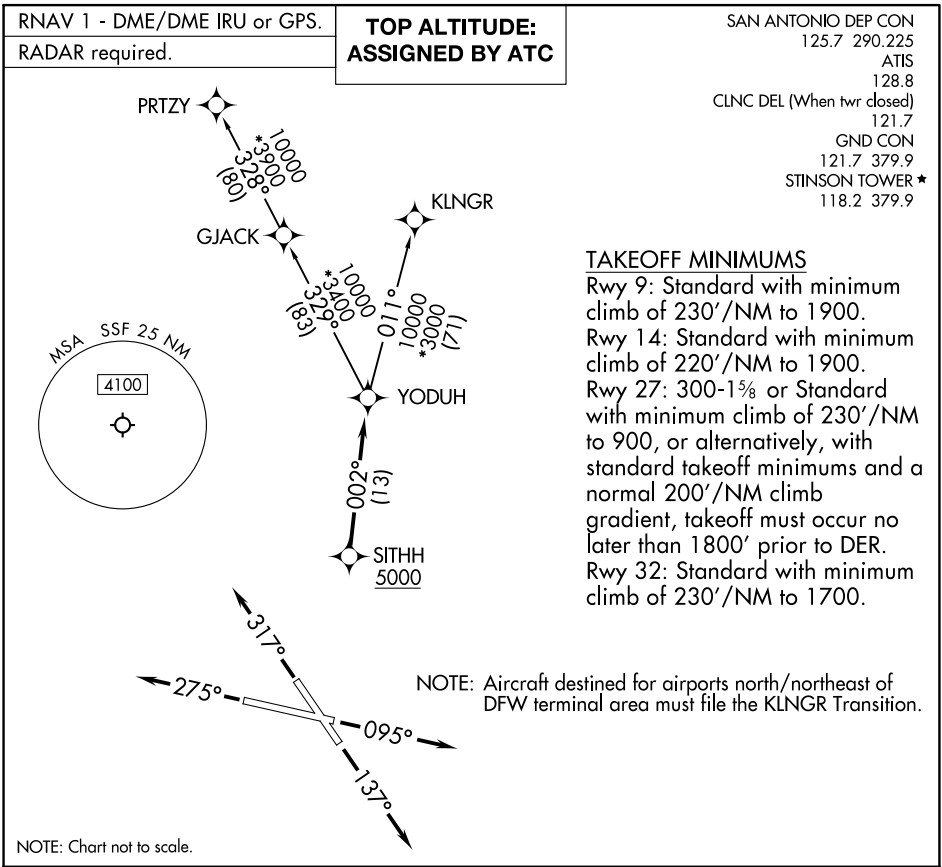 RNAV 1 - DME/DME IRU or GPS.
RADAR required.
TOP ALTITUDE:
ASSIGNED BY ATC
SAN ANTONIO DEP CON
125.7 290.225
ATIS
128.8
CLNC DEL (When twr closed)
121.7
GND CON
121.7 379.9
STINSON TOWER ★
118.2 379.9
PRTZY
10000
*3900
328°
(80)
KLNGR
GJACK
10000
*3400
329°
(83)
011°
10000
*3000
(71)
MSA SSF 25 NM
4100
YODUH
002°
(13)
SITHH
5000
TAKEOFF MINIMUMS
Rwy 9: Standard with minimum
climb of 230'/NM to 1900.
Rwy 14: Standard with minimum
climb of 220'/NM to 1900.
Rwy 27: 300-1⅝ or Standard
with minimum climb of 230'/NM
to 900, or alternatively, with
standard takeoff minimums and a
normal 200'/NM climb
gradient, takeoff must occur no
later than 1800' prior to DER.
Rwy 32: Standard with minimum
climb of 230'/NM to 1700.
317°
275°
095°
137°
NOTE: Aircraft destined for airports north/northeast of
DFW terminal area must file the KLNGR Transition.
NOTE: Chart not to scale.